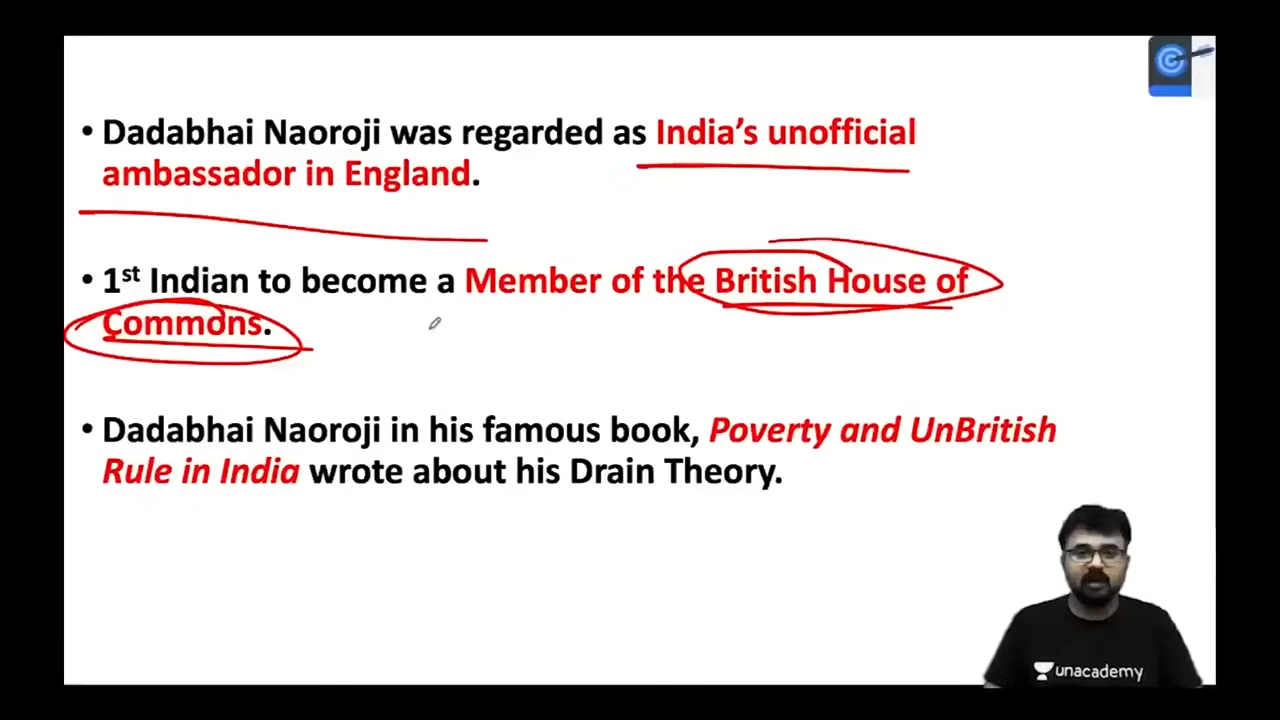 • Dadabhai Naoroji was regarded as India’s unofficial
ambassador in England.
• 1st Indian to become a Member of the British House of
Commons.
• Dadabhai Naoroji in his famous book, Poverty and UnBritish
Rule in India wrote about his Drain Theory.
unacademy